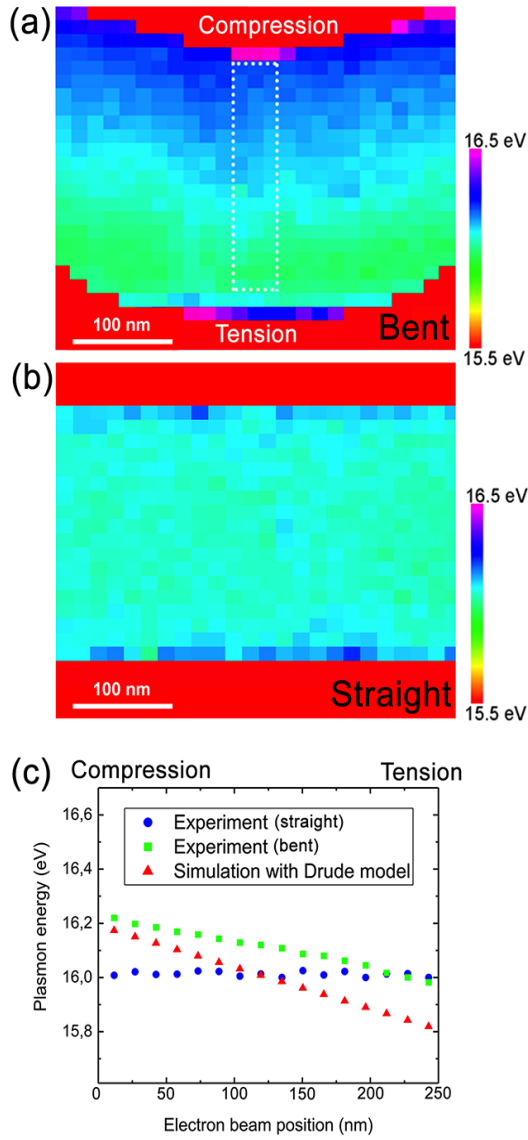 (a)
Compression
16.5 eV
100 nm
Tension
Bent
15.5 eV
(b)
16.5 eV
100 nm
Straight
15.5 eV
(c)
Compression
Tension
16,6
Experiment (straight)
Experiment (bent)
Simulation with Drude model
16,4
16,2
16,0
15,8
Plasmon energy (eV)
0
50
100
150
200
250
Electron beam position (nm)